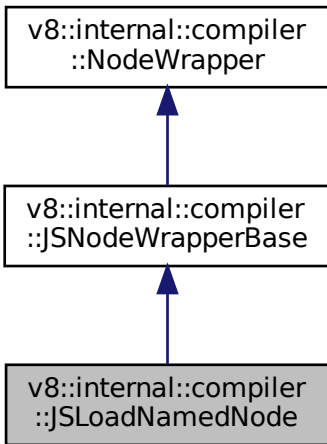 v8::internal::compiler
::NodeWrapper
v8::internal::compiler
::JSNodeWrapperBase
v8::internal::compiler
::JSLoadNamedNode